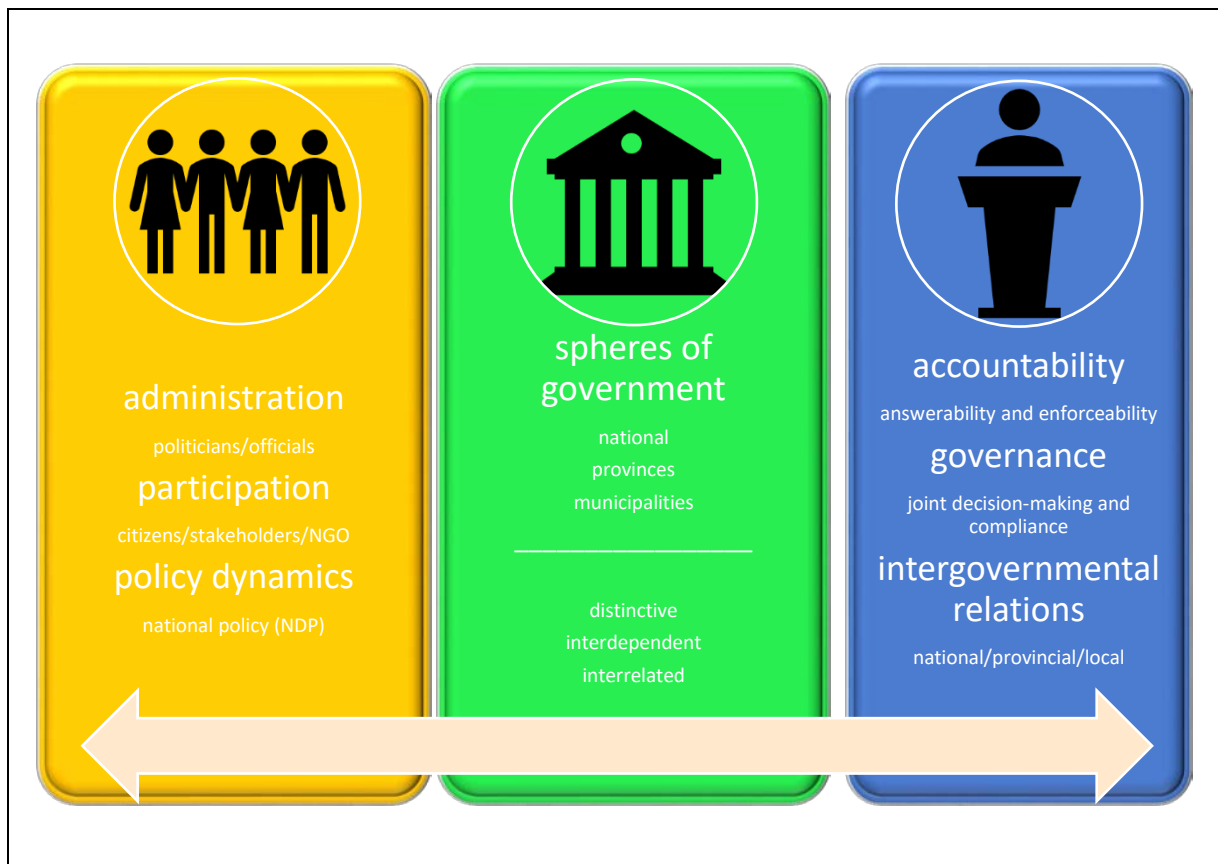 administration
politicians/officials
participation
citizens/stakeholders/NGO
policy dynamics
national policy (NDP)
spheres of
government
national
provinces
municipalities
distinctive
interdependent
interrelated
accountability
answerability and enforceability
governance
joint decision-making and
compliance
intergovernmental
relations
national/provincial/local